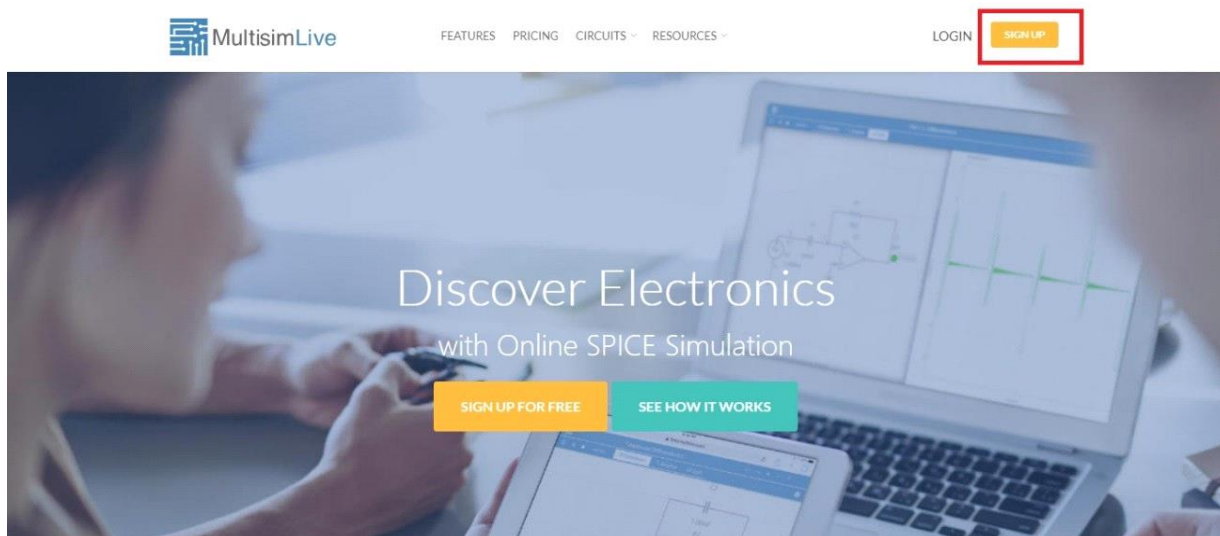 MultisimLive
FEATURES PRICING CIRCUITS RESOURCES
LOGIN SIGN UP
Discover Electronics
with Online SPICE Simulation
SIGN UP FOR FREE SEE HOW IT WORKS